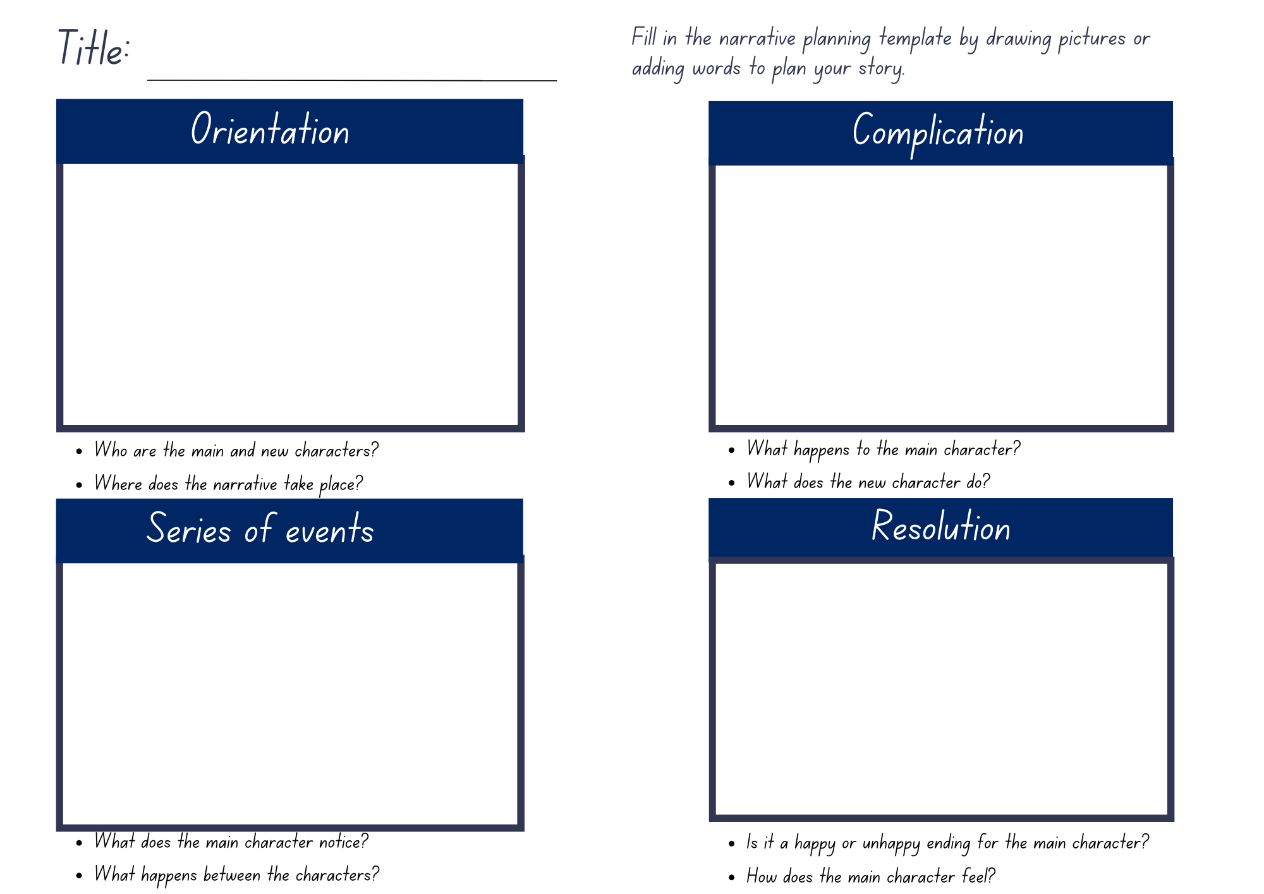 Title:
Fill in the narrative planning template by drawing pictures or
adding words to plan your story.
Orientation
Who are the main and new characters?
Where does the narrative take place?
Complication
What happens to the main character?
What does the new character do?
Series of events
What does the main character notice?
What happens between the characters?
Resolution
Is it a happy or unhappy ending for the main character?
How does the main character feel?